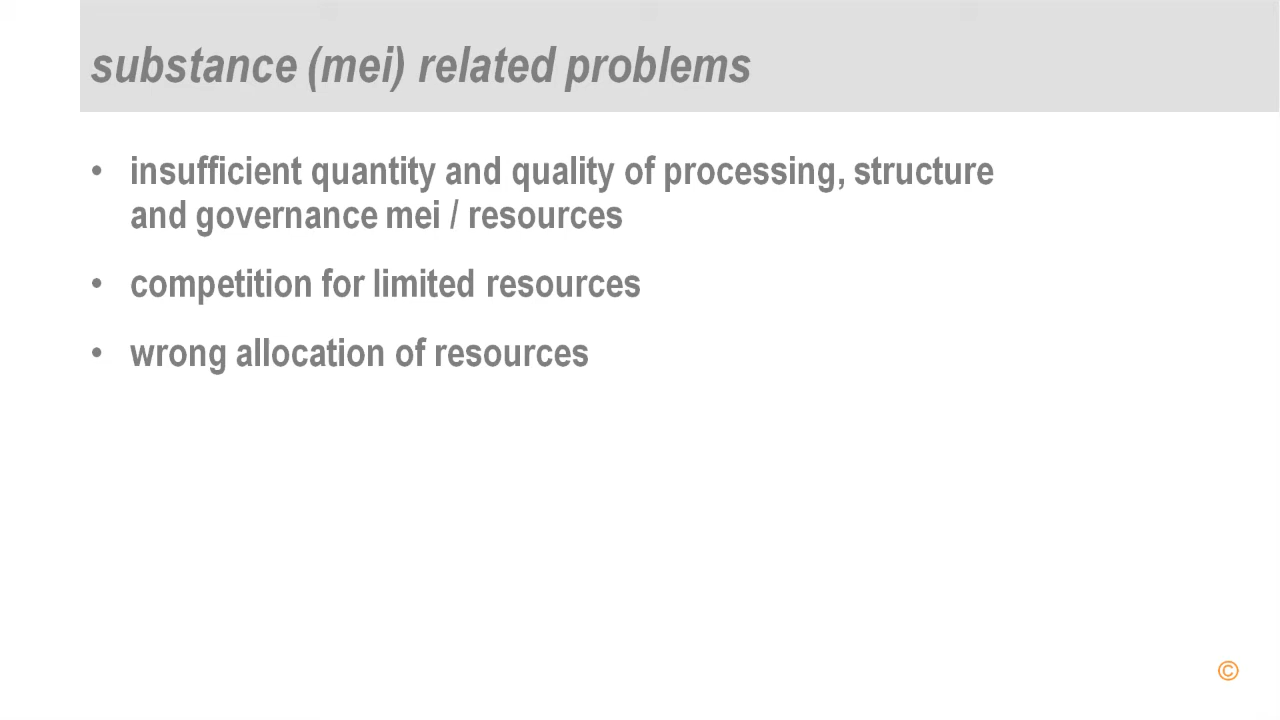 substance (mei) related problems
• insufficient quantity and quality of processing, structure
and governance mei / resources
• competition for limited resources
• wrong allocation of resources
©